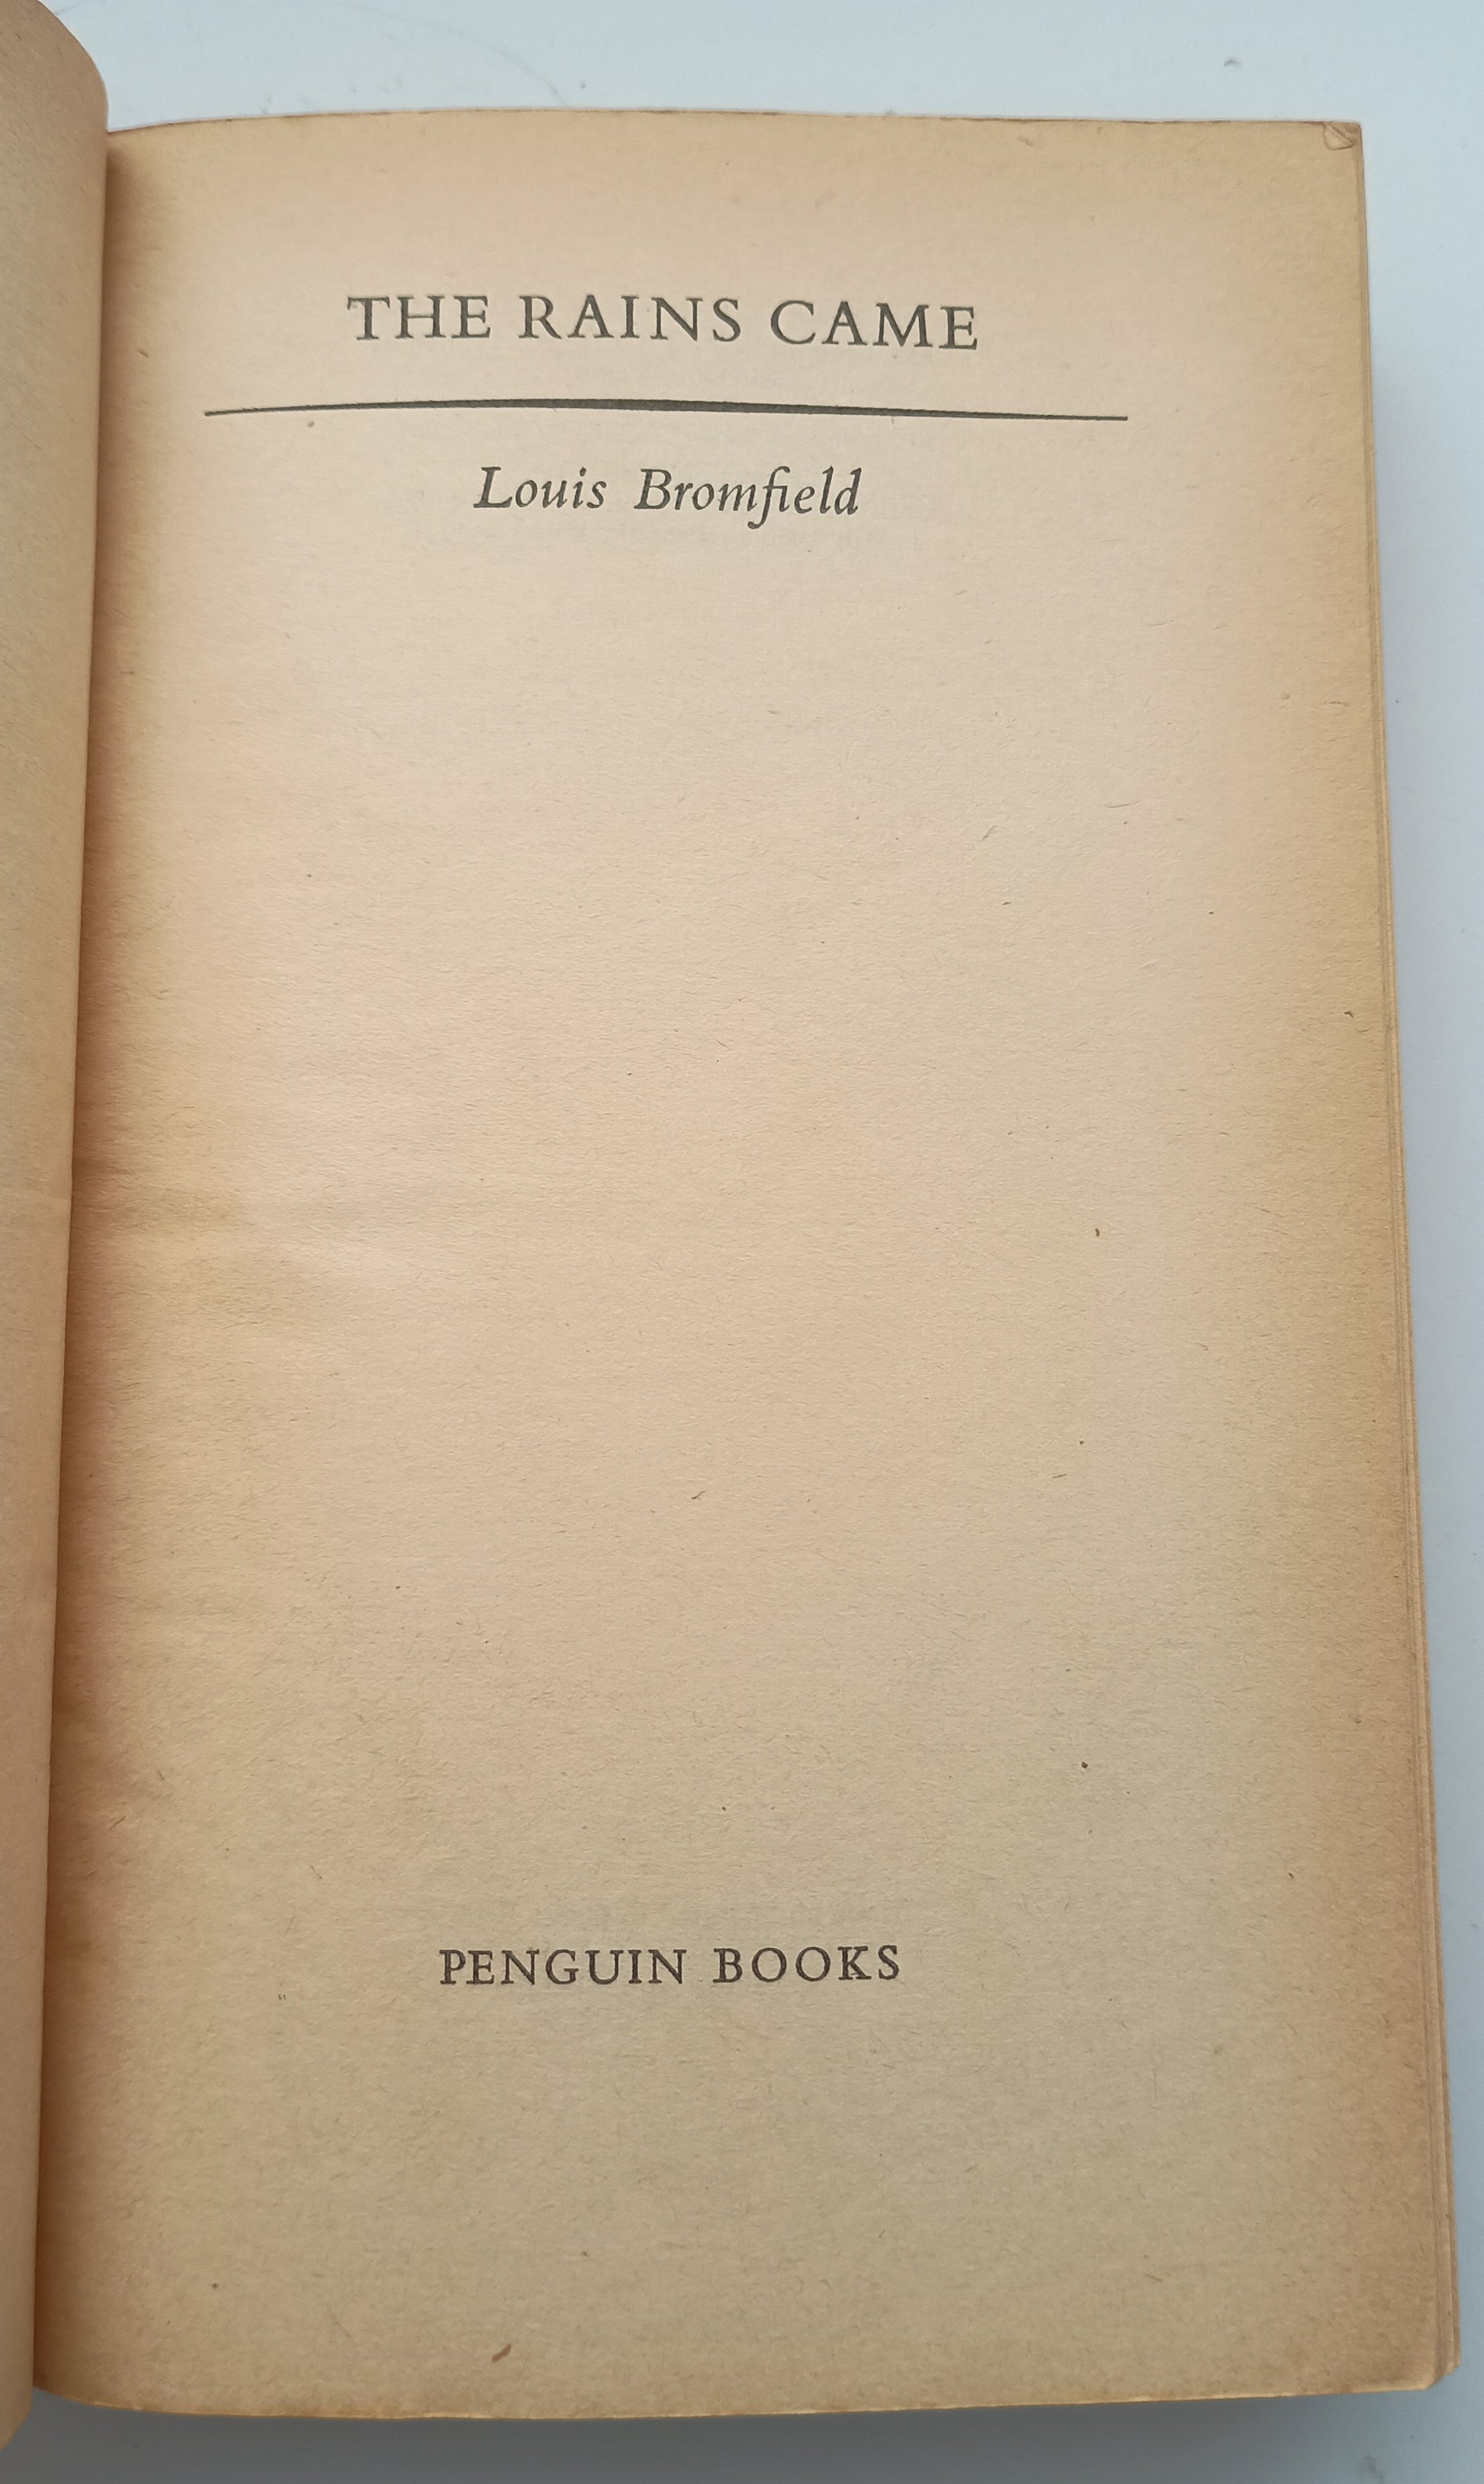 THE RAINS CAME
Louis Bromfield
PENGUIN BOOKS